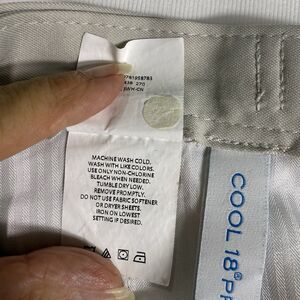 MACHINE WASH COLD.
WASH WITH LIKE COLORS.
USE ONLY NON-CHLORINE
BLEACH WHEN NEEDED.
TUMBLE DRY LOW.
REMOVE PROMPTLY.
DO NOT USE FABRIC SOFTENER
OR DRYER SHEETS.
IRON ON LOWEST
SETTING IF DESIRED.
COOL 18® PR